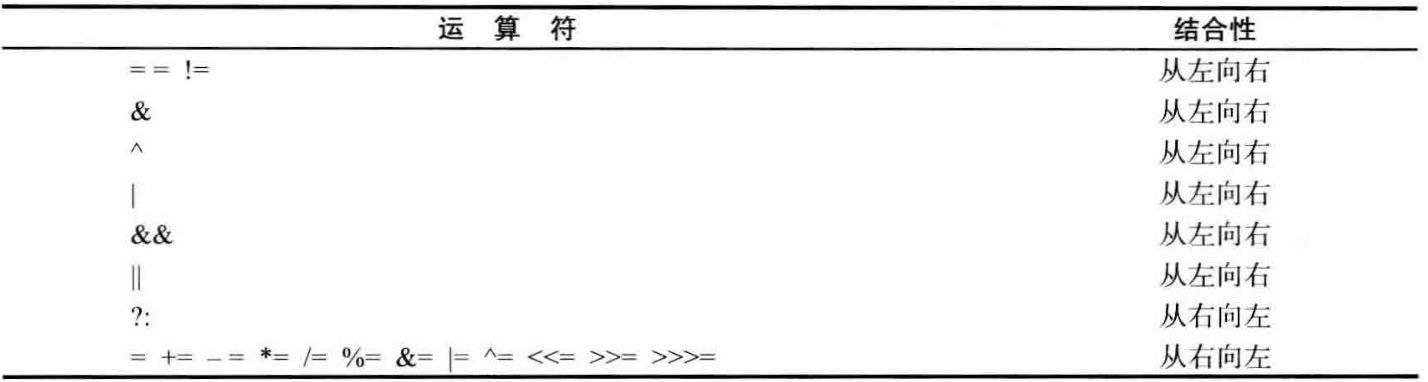 运 算 符 结合性
== != 从左向右
& 从左向右
^ 从左向右
| 从左向右
&& 从左向右
|| 从左向右
?: 从右向左
= += -= *= /= %= &= |= ^= <<= >>= >>>= 从右向左